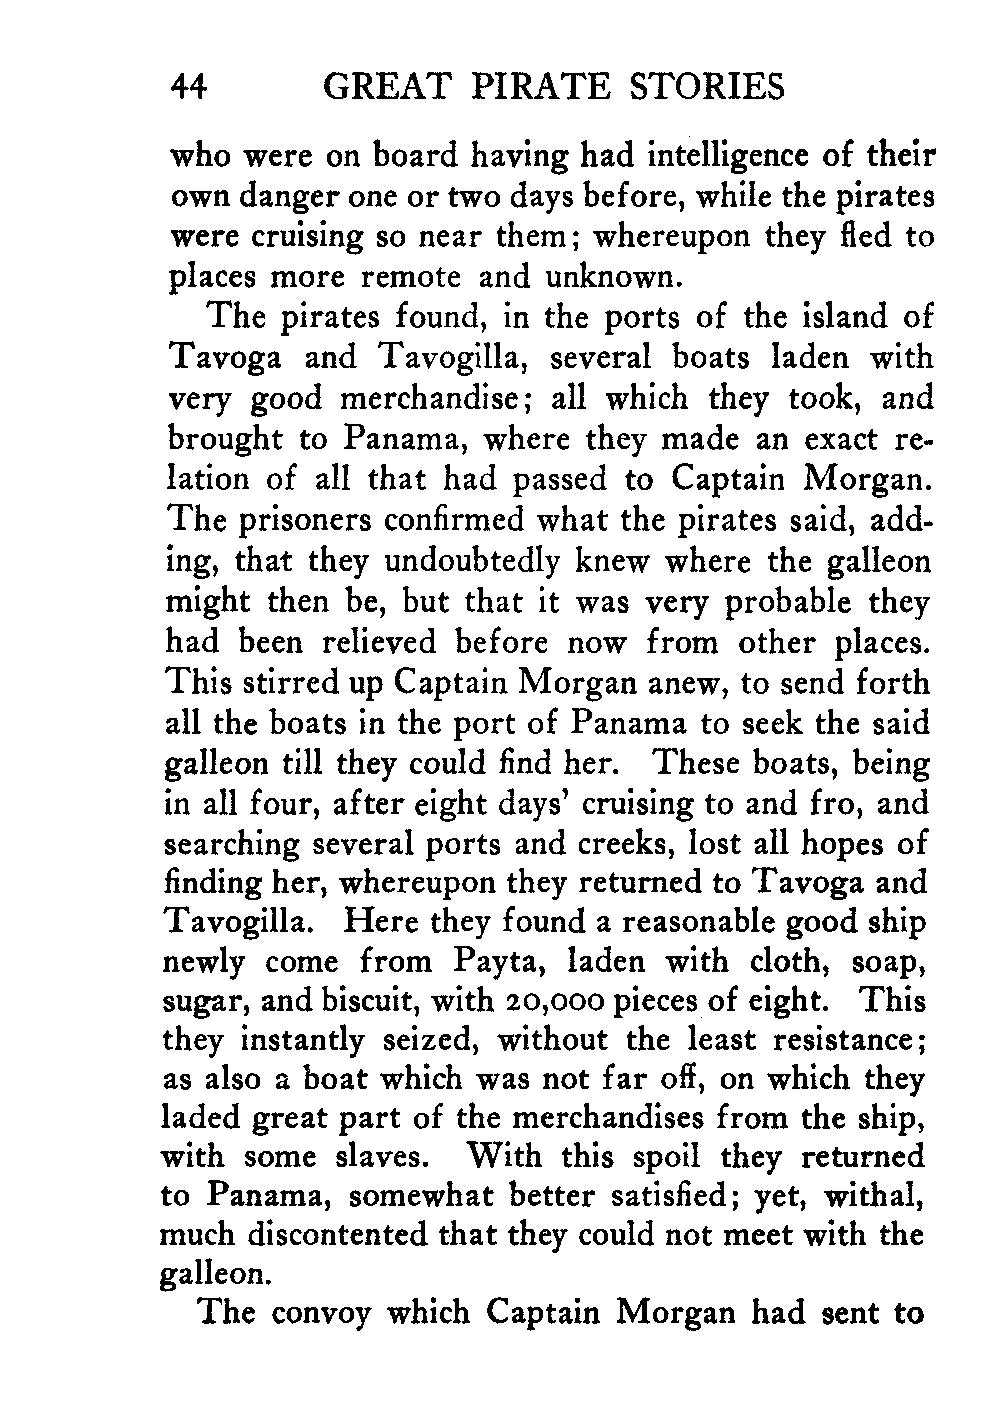 44 GREAT PIRATE STORIES
who were on board having had intelligence of their
own danger one or two days before, while the pirates
were cruising so near them; whereupon they fled to
places more remote and unknown.
The pirates found, in the ports of the island of
Tavoga and Tavogilla, several boats laden with
very good merchandise; all which they took, and
brought to Panama, where they made an exact re-
lation of all that had passed to Captain Morgan.
The prisoners confirmed what the pirates said, add-
ing, that they undoubtedly knew where the galleon
might then be, but that it was very probable they
had been relieved before now from other places.
This stirred up Captain Morgan anew, to send forth
all the boats in the port of Panama to seek the said
galleon till they could find her. These boats, being
in all four, after eight days' cruising to and fro, and
searching several ports and creeks, lost all hopes of
finding her, whereupon they returned to Tavoga and
Tavogilla. Here they found a reasonable good ship
newly come from Payta, laden with cloth, soap,
sugar, and biscuit, with 20,000 pieces of eight. This
they instantly seized, without the least resistance;
as also a boat which was not far off, on which they
laded great part of the merchandises from the ship,
with some slaves. With this spoil they returned
to Panama, somewhat better satisfied; yet, withal,
much discontented that they could not meet with the
galleon.
The convoy which Captain Morgan had sent to